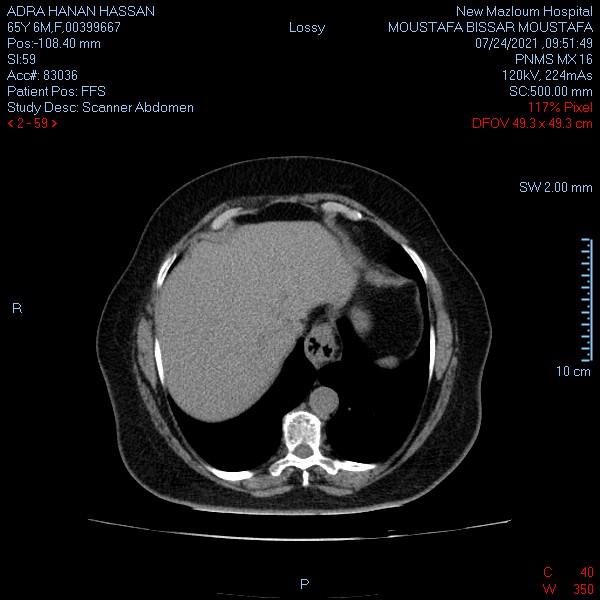 ADRA HANAN HASSAN
65Y 6M,F,00399667
Pos:-108.40 mm
SI:59
Acc#: 83036
Patient Pos: FFS
Study Desc: Scanner Abdomen
< 2 - 59 >
Lossy
New Mazloum Hospital
MOUSTAFA BISSAR MOUSTAFA
07/24/2021 ,09:51:49
PNMS MX 16
120kV, 224mAs
SC:500.00 mm
117% Pixel
DFOV 49.3 x 49.3 cm
SW 2.00 mm
R
10 cm
P
C 40
W 350